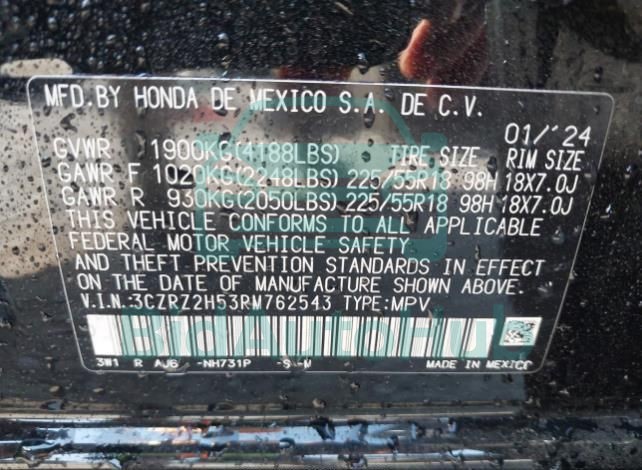 MFD.BY HONDA DE MEXICO S.A. DE C.V.
01/'24
GVWR 1900KG(4188LBS) TIRE SIZE RIM SIZE
GAWR F 1020KG(2248LBS) 225/55R18 98H 18X7.0J
GAWR R 930KG(2050LBS) 225/55R18 98H 18X7.0J
THIS VEHICLE CONFORMS TO ALL APPLICABLE
FEDERAL MOTOR VEHICLE SAFETY
AND THEFT PREVENTION STANDARDS IN EFFECT
ON THE DATE OF MANUFACTURE SHOWN ABOVE.
V.I.N.:3CZRZ2H53RM762543 TYPE:MPV
BidAutoHub
3W1 R AJ6 -NH731P -S -M MADE IN MEXICO